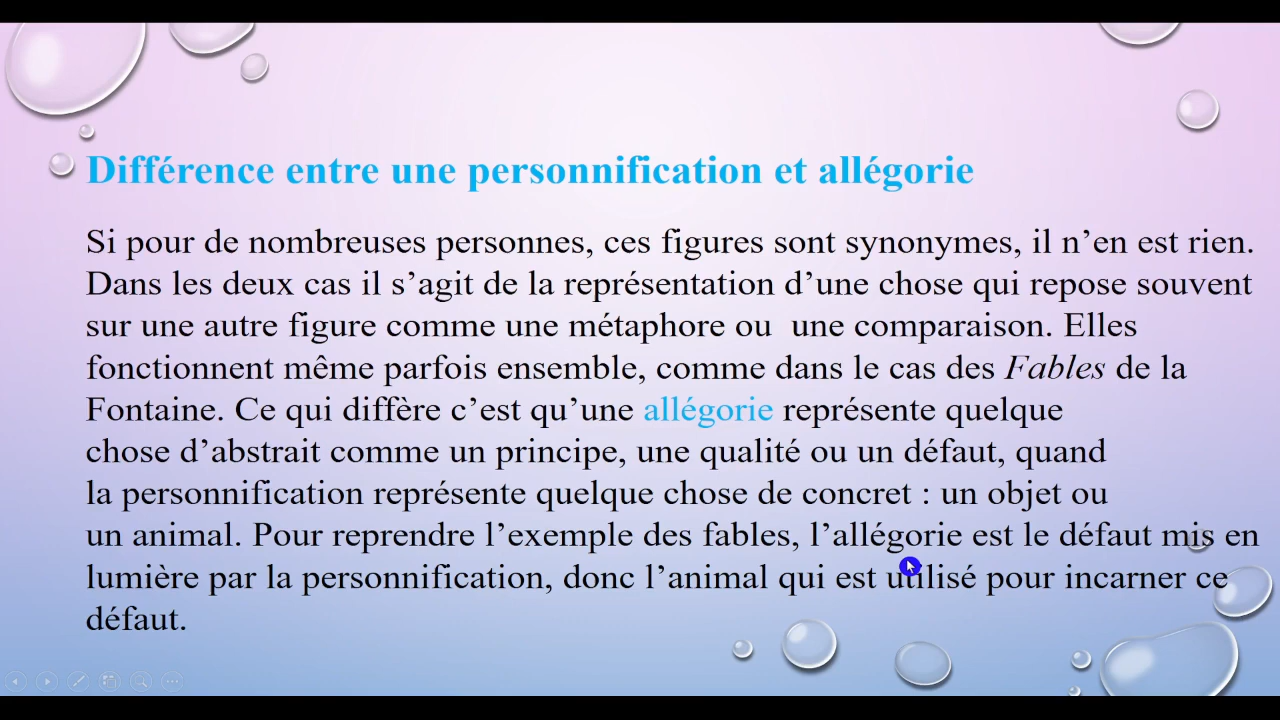 Différence entre une personnification et allégorie
Si pour de nombreuses personnes, ces figures sont synonymes, il n’en est rien.
Dans les deux cas il s’agit de la représentation d’une chose qui repose souvent
sur une autre figure comme une métaphore ou  une comparaison. Elles
fonctionnent même parfois ensemble, comme dans le cas des Fables de la
Fontaine. Ce qui diffère c’est qu’une allégorie représente quelque
chose d’abstrait comme un principe, une qualité ou un défaut, quand
la personnification représente quelque chose de concret : un objet ou
un animal. Pour reprendre l’exemple des fables, l’allégorie est le défaut mis en
lumière par la personnification, donc l’animal qui est utilisé pour incarner ce
défaut.